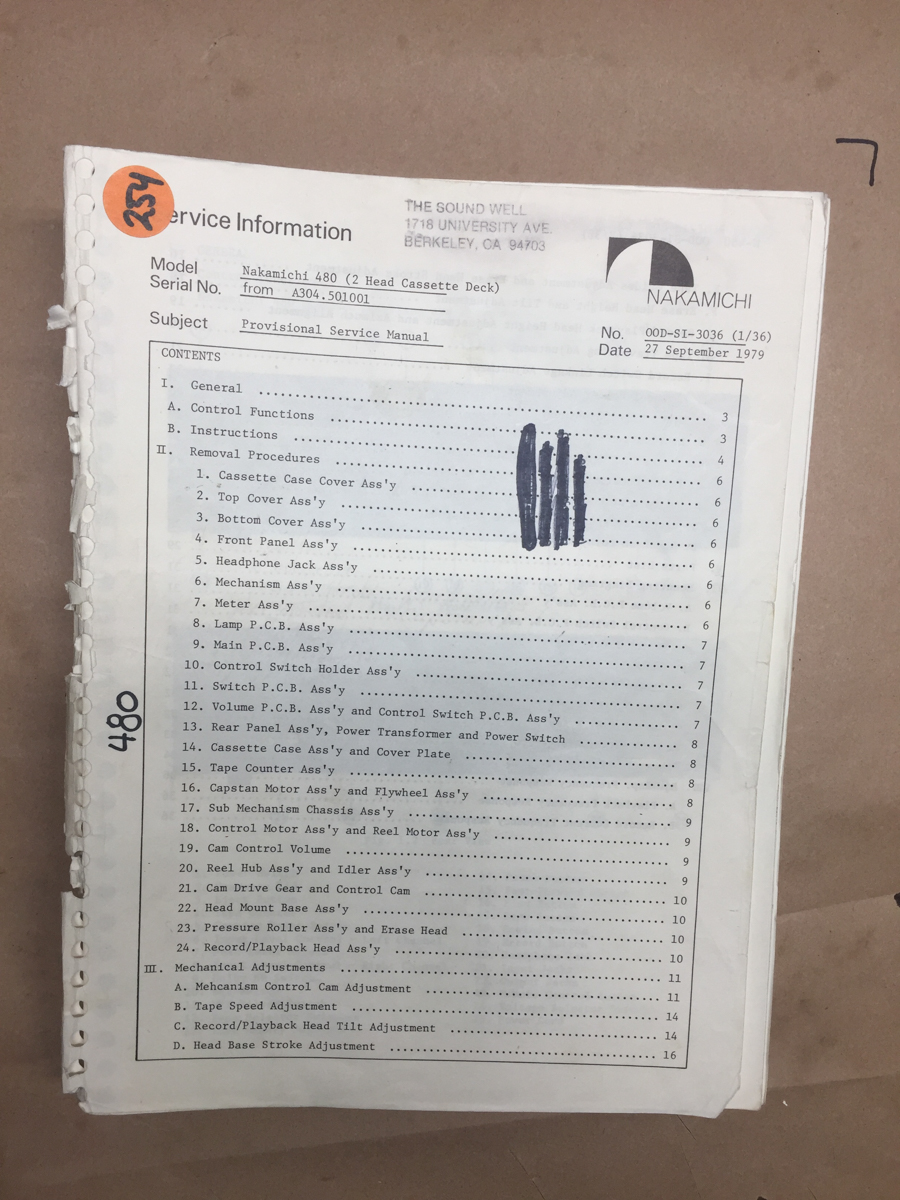 254
ervice Information
THE SOUND WELL
1718 UNIVERSITY AVE.
BERKELEY, CA 94703
NAKAMICHI
Model Nakamichi 480 (2 Head Cassette Deck)
Serial No. from A304.501001
Subject Provisional Service Manual
No. OOD-SI-3036 (1/36)
Date 27 September 1979
CONTENTS
I. General ........ 3
A. Control Functions ........ 3
B. Instructions ........ 4
II. Removal Procedures ........ 6
1. Cassette Case Cover Ass'y ........ 6
2. Top Cover Ass'y ........ 6
3. Bottom Cover Ass'y ........ 6
4. Front Panel Ass'y ........ 6
5. Headphone Jack Ass'y ........ 6
6. Mechanism Ass'y ........ 6
7. Meter Ass'y ........ 6
8. Lamp P.C.B. Ass'y ........ 7
9. Main P.C.B. Ass'y ........ 7
10. Control Switch Holder Ass'y ........ 7
11. Switch P.C.B. Ass'y ........ 7
12. Volume P.C.B. Ass'y and Control Switch P.C.B. Ass'y ........ 7
13. Rear Panel Ass'y, Power Transformer and Power Switch ........ 8
14. Cassette Case Ass'y and Cover Plate ........ 8
15. Tape Counter Ass'y ........ 8
16. Capstan Motor Ass'y and Flywheel Ass'y ........ 8
17. Sub Mechanism Chassis Ass'y ........ 9
18. Control Motor Ass'y and Reel Motor Ass'y ........ 9
19. Cam Control Volume ........ 9
20. Reel Hub Ass'y and Idler Ass'y ........ 9
21. Cam Drive Gear and Control Cam ........ 10
22. Head Mount Base Ass'y ........ 10
23. Pressure Roller Ass'y and Erase Head ........ 10
24. Record/Playback Head Ass'y ........ 10
III. Mechanical Adjustments ........ 11
A. Mehcanism Control Cam Adjustment ........ 11
B. Tape Speed Adjustment ........ 14
C. Record/Playback Head Tilt Adjustment ........ 14
D. Head Base Stroke Adjustment ........ 16
480